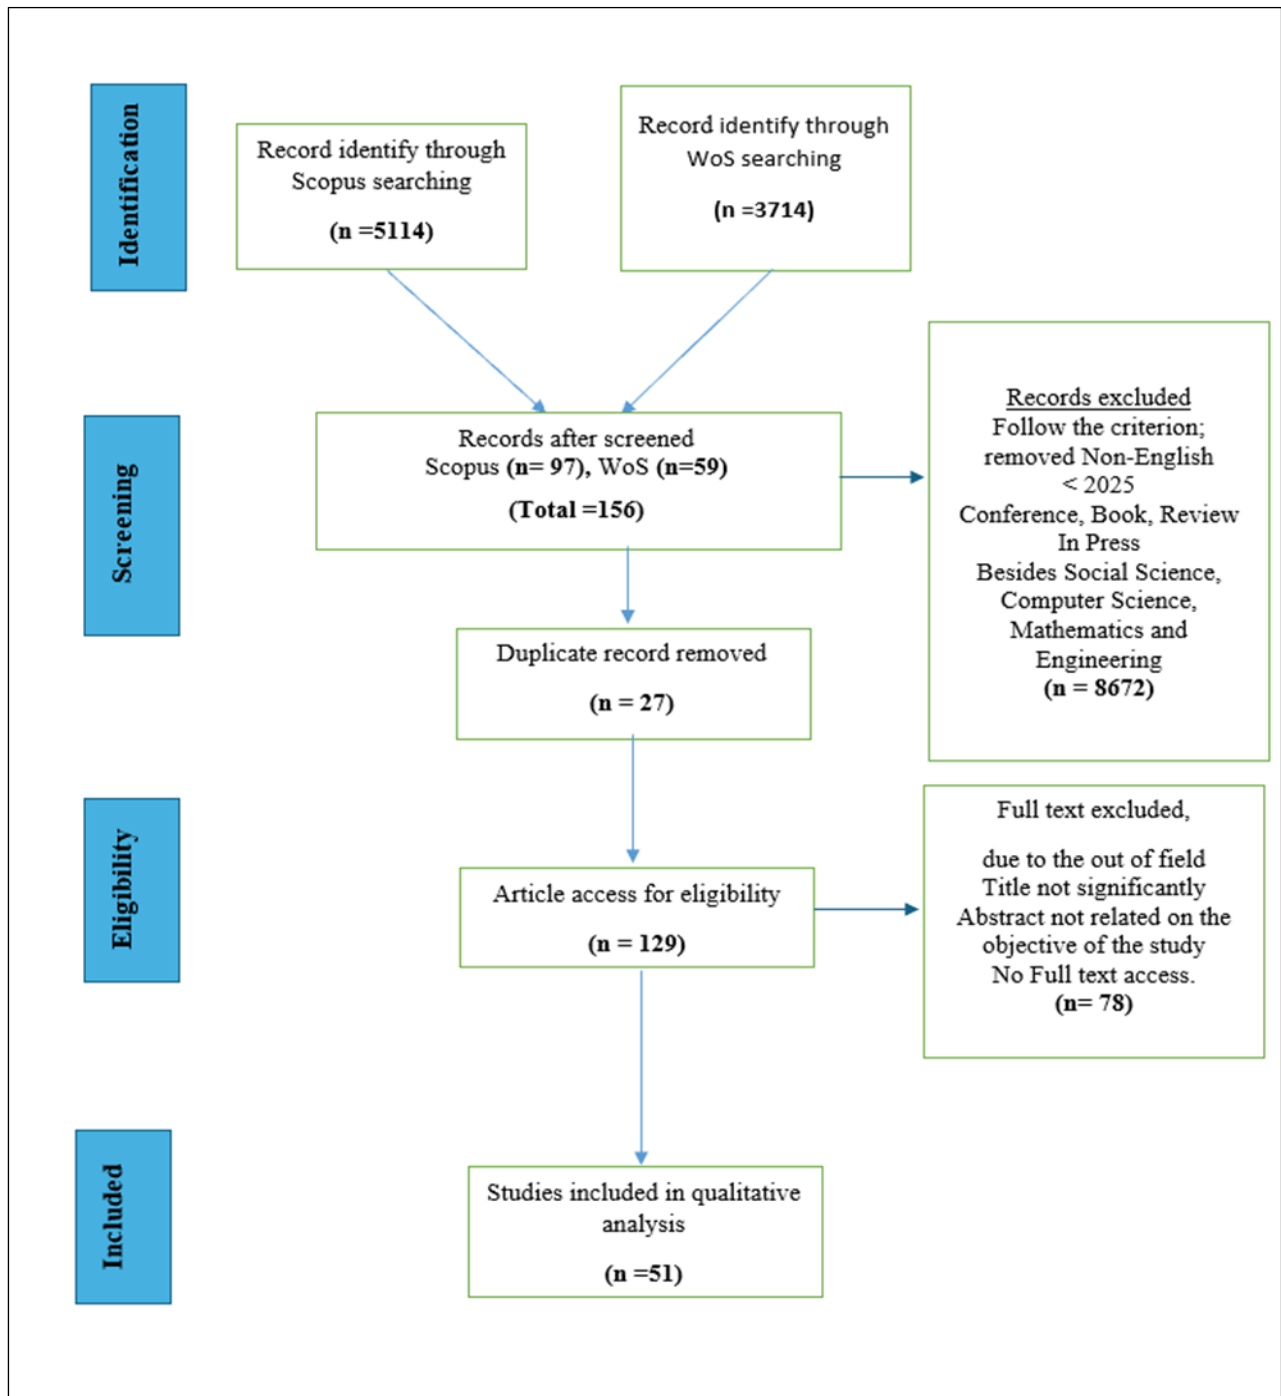 Identification
Record identify through
Scopus searching
(n =5114)
Record identify through
WoS searching
(n =3714)
Screening
Records after screened
Scopus (n= 97), WoS (n=59)
(Total =156)
Records excluded
Follow the criterion;
removed Non-English
< 2025
Conference, Book, Review
In Press
Besides Social Science,
Computer Science,
Mathematics and
Engineering
(n = 8672)
Duplicate record removed
(n = 27)
Eligibility
Article access for eligibility
(n = 129)
Full text excluded,
due to the out of field
Title not significantly
Abstract not related on the
objective of the study
No Full text access.
(n= 78)
Included
Studies included in qualitative
analysis
(n =51)